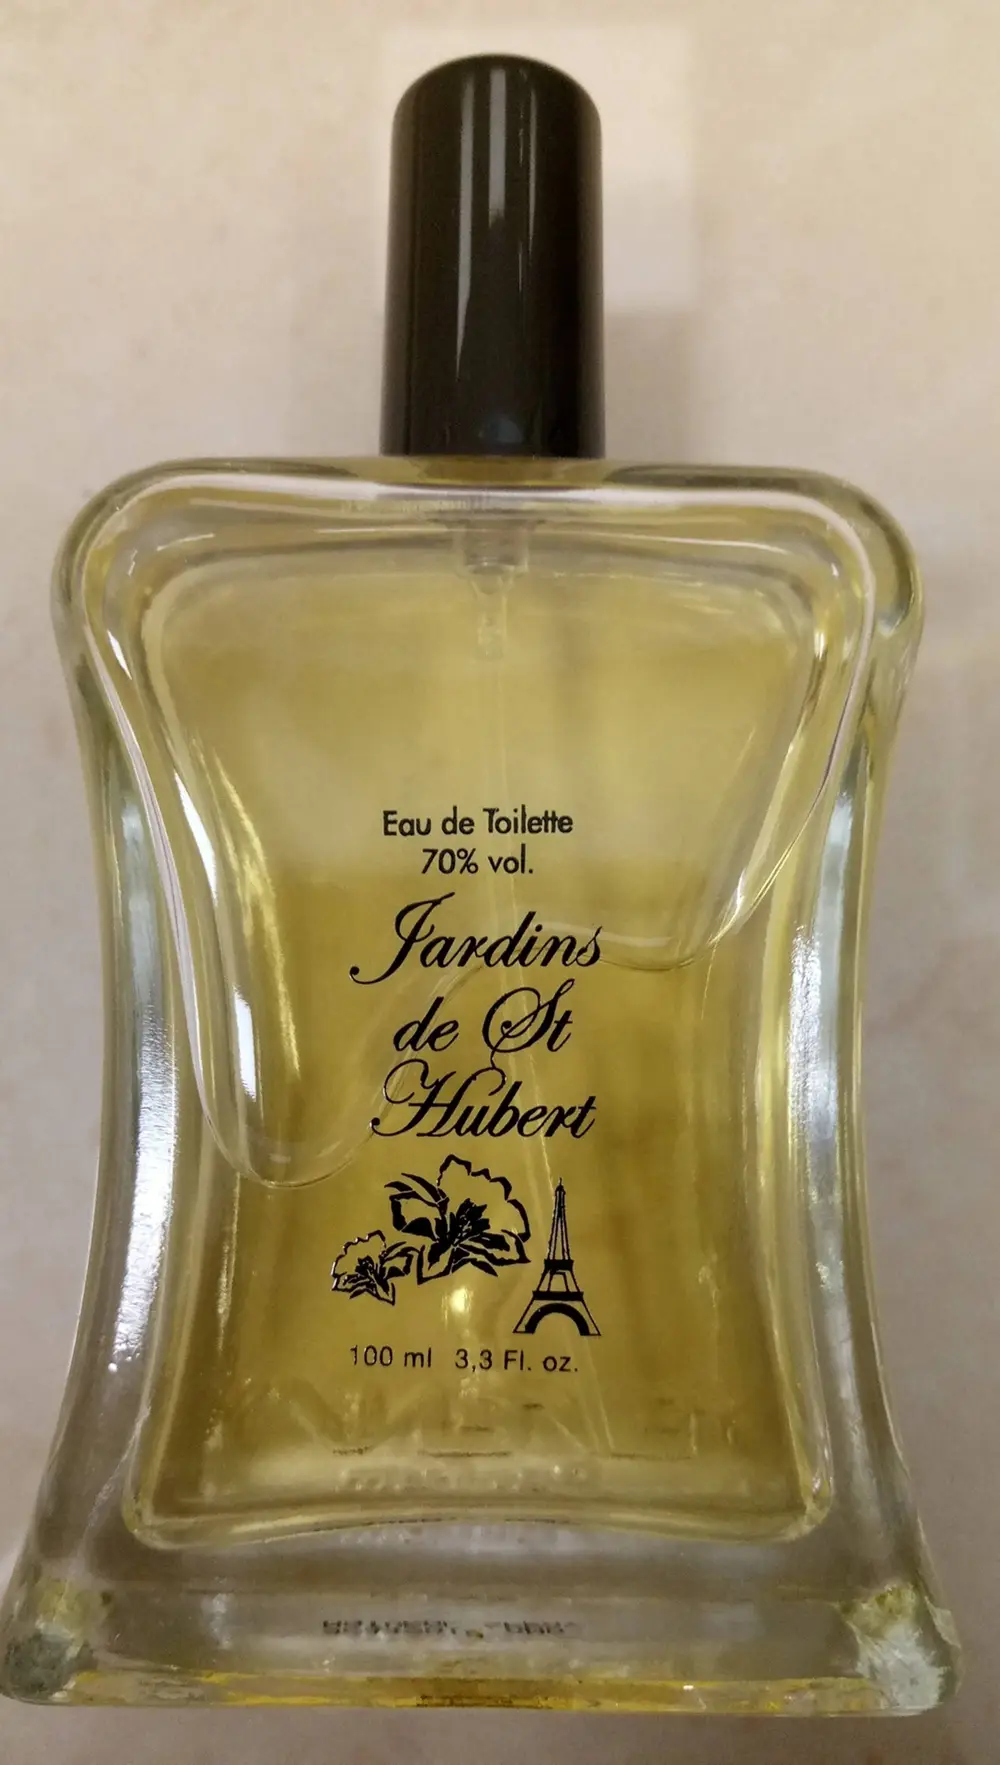 Eau de Toilette
70% vol.
Jardins
de St
Hubert
100 ml 3,3 Fl. oz.